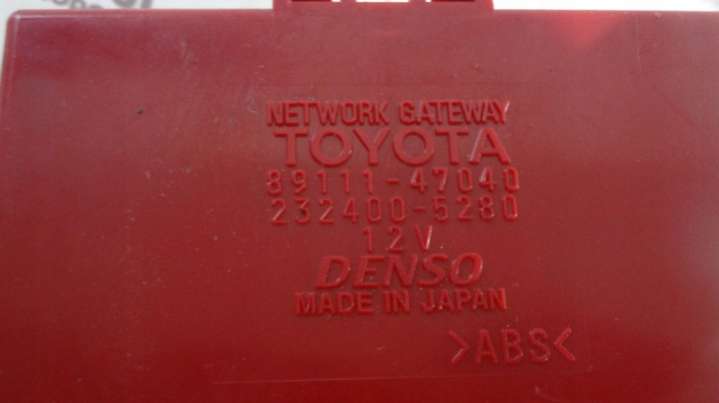 NETWORK GATEWAY
TOYOTA
89111-47040
232400-5280
12V
DENSO
MADE IN JAPAN
>ABS<